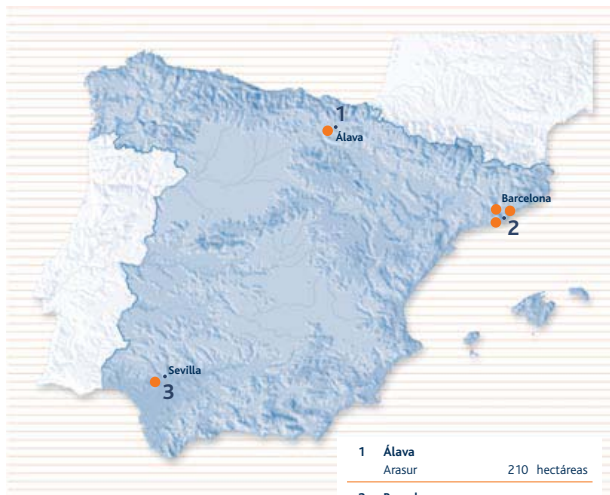 1
Álava
Barcelona
2
Sevilla
3
1 Álava
Arasur 210 hectáreas